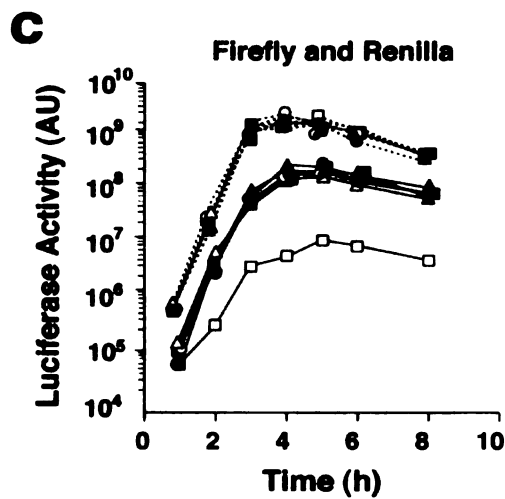 C
Firefly and Renilla
Luciferase Activity (AU)
10^10
10^9
10^8
10^7
10^6
10^5
10^4
0 2 4 6 8 10
Time (h)